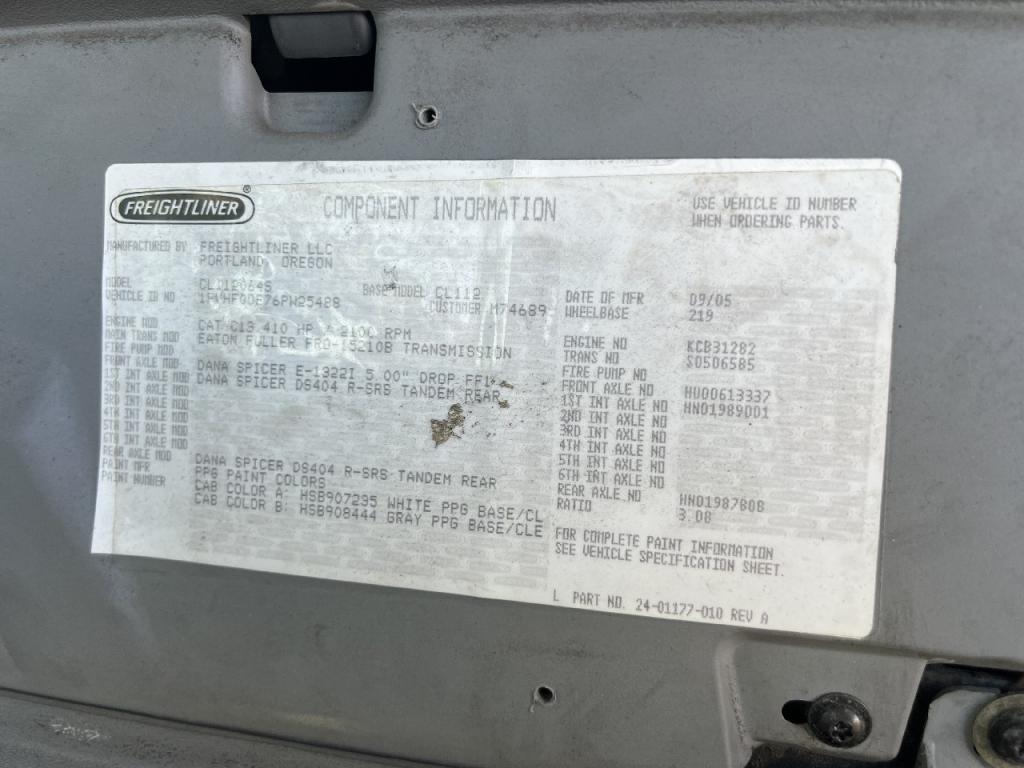 FREIGHTLINER ®
COMPONENT INFORMATION
USE VEHICLE ID NUMBER
WHEN ORDERING PARTS.
MANUFACTURED BY FREIGHTLINER LLC
PORTLAND, OREGON
MODEL CL112064S BASE MODEL CL112
VEHICLE ID NO CUSTOMER M74689
DATE OF MFR 09/05
WHEELBASE 219
ENGINE MOD CAT C13 410 HP 2100 RPM
MAIN TRANS MOD EATON FULLER FRO-15210B TRANSMISSION
FIRE PUMP MOD
FRONT AXLE MOD DANA SPICER E-1322I 5.00" DROP
1ST INT AXLE MOD DANA SPICER DS404 R-SRS TANDEM REAR
2ND INT AXLE MOD
3RD INT AXLE MOD
4TH INT AXLE MOD
5TH INT AXLE MOD
6TH INT AXLE MOD
REAR AXLE MOD DANA SPICER DS404 R-SRS TANDEM REAR
PAINT MFR PPG PAINT COLORS
PAINT NUMBER CAB COLOR A: HSB907235 WHITE PPG BASE/CL
CAB COLOR B: HSB908444 GRAY PPG BASE/CLE
ENGINE NO KCB31282
TRANS NO S0506585
FIRE PUMP NO
FRONT AXLE NO HU00613337
1ST INT AXLE NO HN01989001
2ND INT AXLE NO
3RD INT AXLE NO
4TH INT AXLE NO
5TH INT AXLE NO
6TH INT AXLE NO
REAR AXLE NO HN01987808
RATIO 3.08
FOR COMPLETE PAINT INFORMATION
SEE VEHICLE SPECIFICATION SHEET.
L PART NO. 24-01177-010 REV A